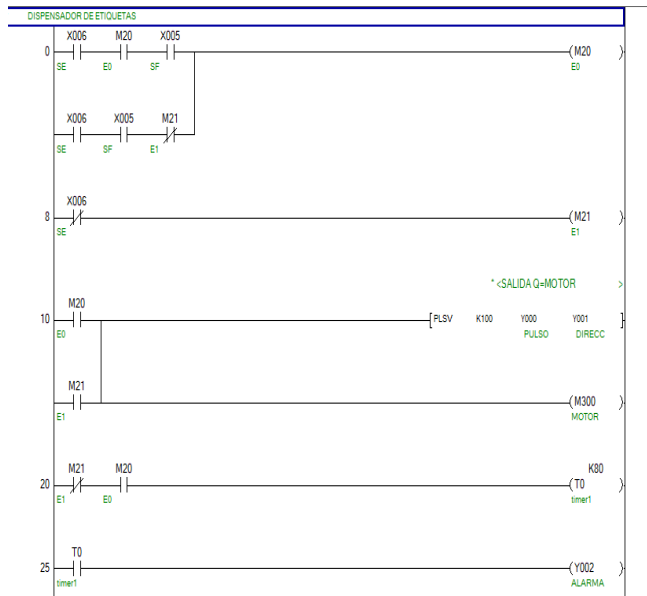 DISPENSADOR DE ETIQUETAS
X006 M20 X005
0 (M20 )
SE E0 SF E0
X006 X005 M21
SE SF E1
X006
8 (M21 )
SE E1
* <SALIDA Q=MOTOR >
M20
10 [PLSV K100 Y000 Y001 ]
E0 PULSO DIRECC
M21
(M300 )
E1 MOTOR
M21 M20 K80
20 (T0 )
E1 E0 timer1
T0
25 (Y002 )
timer1 ALARMA